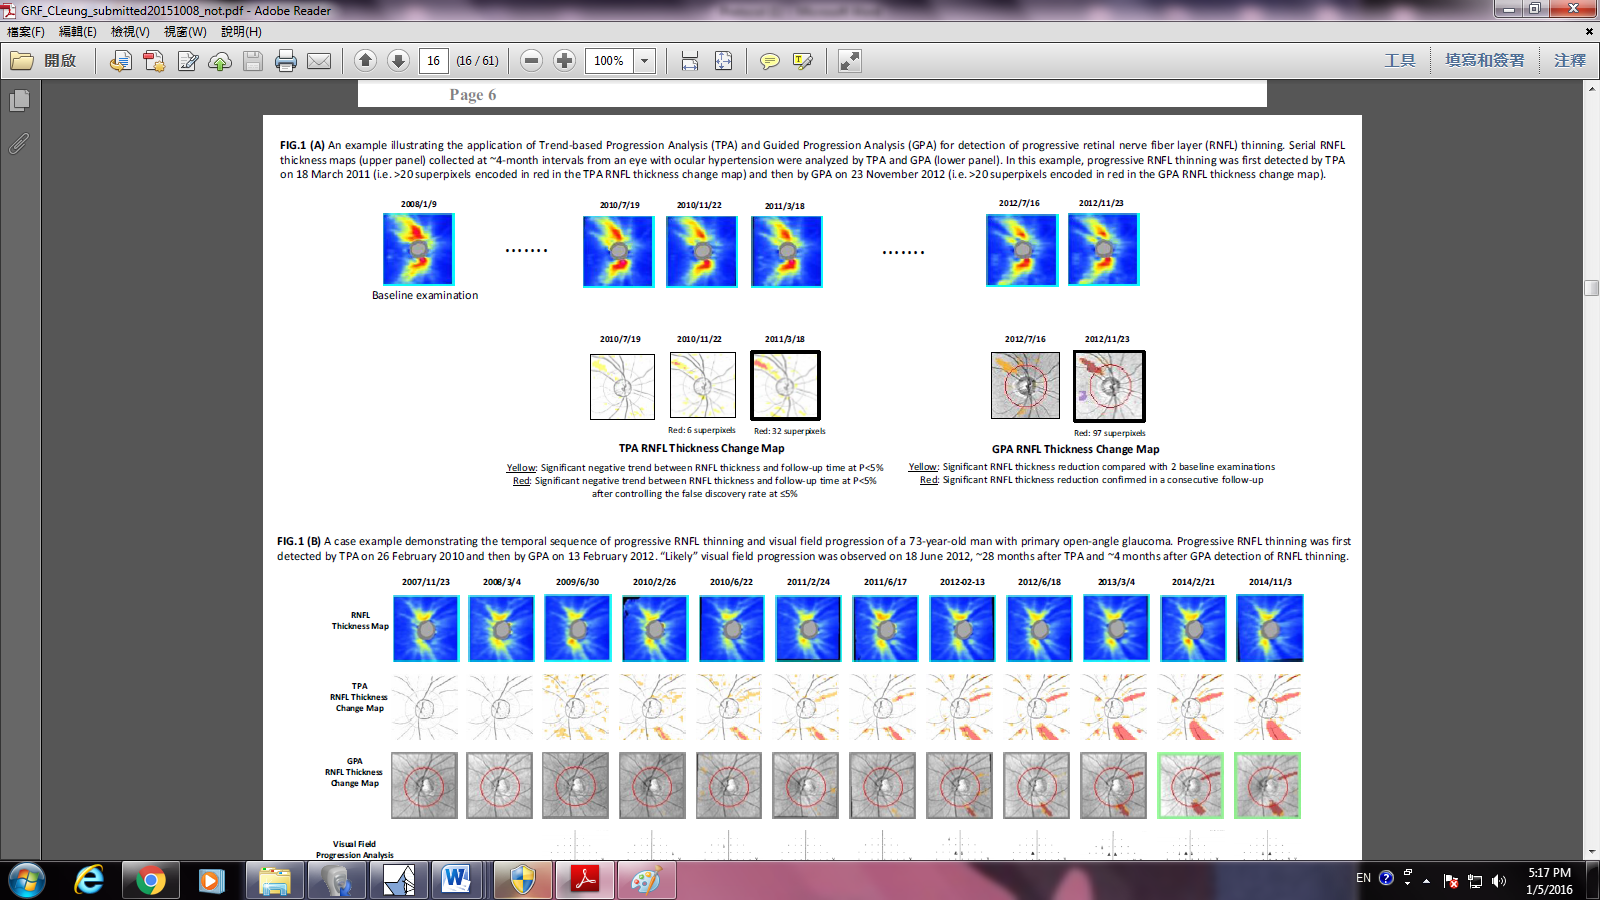 GRF_CLeung_submitted20151008_not.pdf - Adobe Reader
檔案(F) 編輯(E) 檢視(V) 視窗(W) 說明(H)
開啟 16 (16 / 61) 100% 工具 填寫和簽署 注釋
Page 6
FIG.1 (A) An example illustrating the application of Trend-based Progression Analysis (TPA) and Guided Progression Analysis (GPA) for detection of progressive retinal nerve fiber layer (RNFL) thinning. Serial RNFL
thickness maps (upper panel) collected at ~4-month intervals from an eye with ocular hypertension were analyzed by TPA and GPA (lower panel). In this example, progressive RNFL thinning was first detected by TPA
on 18 March 2011 (i.e. >20 superpixels encoded in red in the TPA RNFL thickness change map) and then by GPA on 23 November 2012 (i.e. >20 superpixels encoded in red in the GPA RNFL thickness change map).
2008/1/9 2010/7/19 2010/11/22 2011/3/18 2012/7/16 2012/11/23
....... .......
Baseline examination
2010/7/19 2010/11/22 2011/3/18 2012/7/16 2012/11/23
Red: 6 superpixels Red: 32 superpixels Red: 97 superpixels
TPA RNFL Thickness Change Map GPA RNFL Thickness Change Map
Yellow: Significant negative trend between RNFL thickness and follow-up time at P<5%
Red: Significant negative trend between RNFL thickness and follow-up time at P<5%
after controlling the false discovery rate at ≤5%
Yellow: Significant RNFL thickness reduction compared with 2 baseline examinations
Red: Significant RNFL thickness reduction confirmed in a consecutive follow-up
FIG.1 (B) A case example demonstrating the temporal sequence of progressive RNFL thinning and visual field progression of a 73-year-old man with primary open-angle glaucoma. Progressive RNFL thinning was first
detected by TPA on 26 February 2010 and then by GPA on 13 February 2012. “Likely” visual field progression was observed on 18 June 2012, ~28 months after TPA and ~4 months after GPA detection of RNFL thinning.
2007/11/23 2008/3/4 2009/6/30 2010/2/26 2010/6/22 2011/2/24 2011/6/17 2012-02-13 2012/6/18 2013/3/4 2014/2/21 2014/11/3
RNFL
Thickness Map
TPA
RNFL Thickness
Change Map
GPA
RNFL Thickness
Change Map
Visual Field
Progression Analysis
EN
5:17 PM
1/5/2016